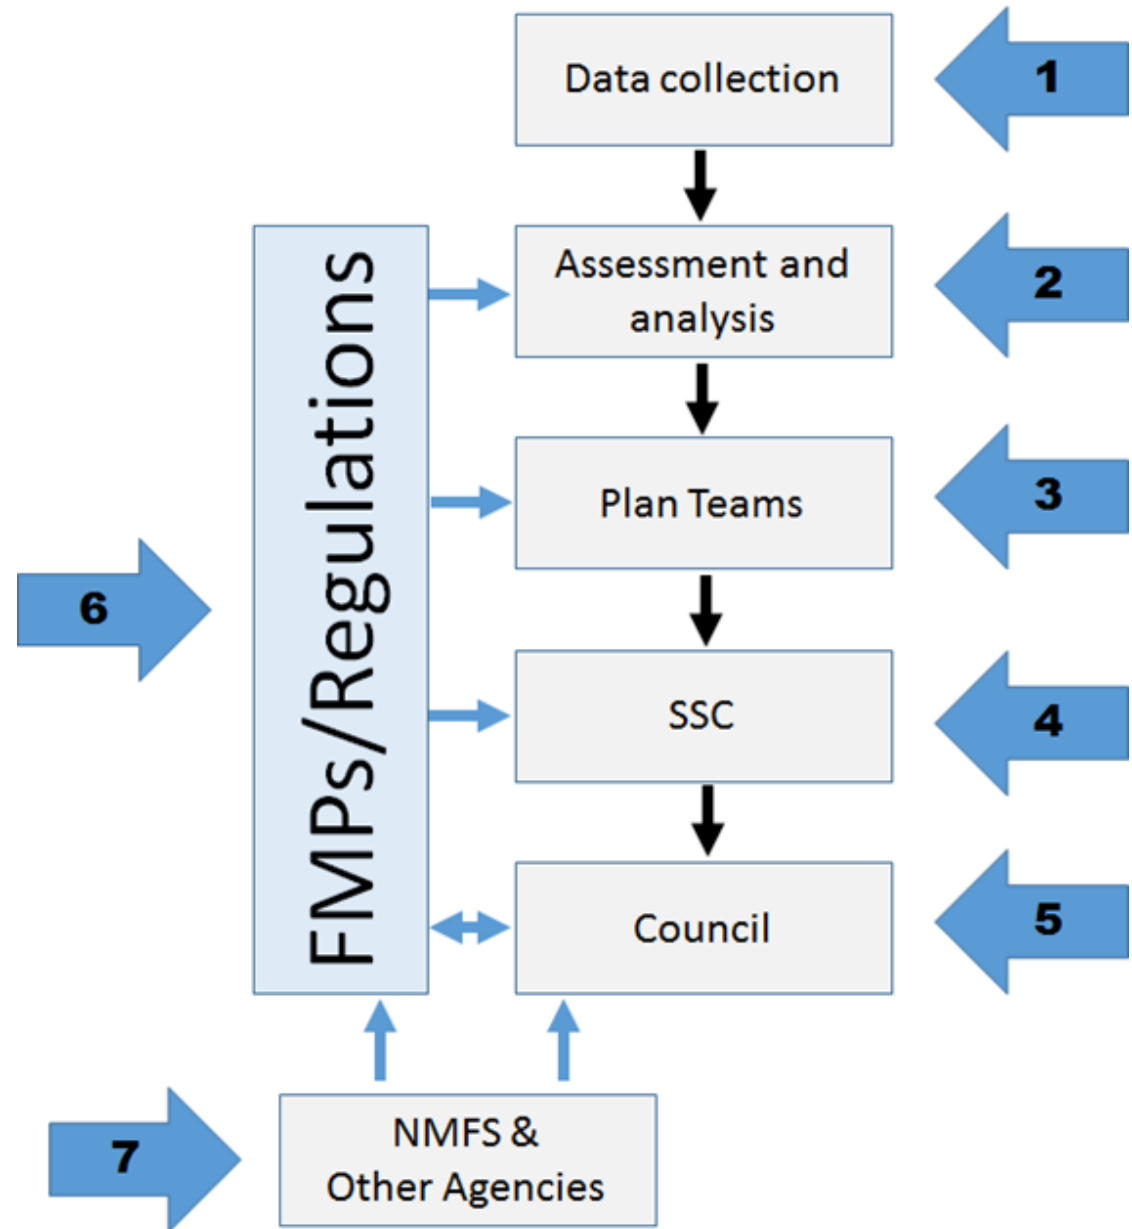 Data collection
1
Assessment and
analysis
2
Plan Teams
3
SSC
4
Council
5
FMPs/Regulations
6
NMFS &
Other Agencies
7